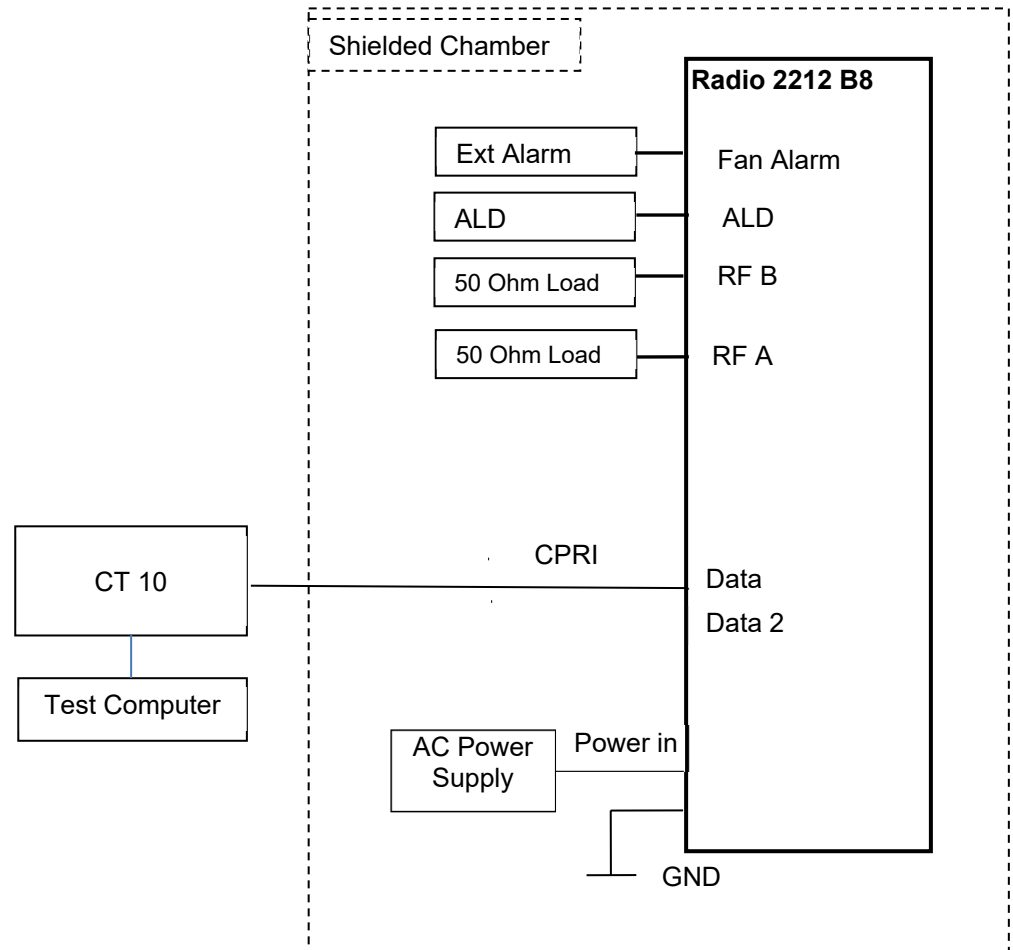 Shielded Chamber
Radio 2212 B8
Ext Alarm
Fan Alarm
ALD
ALD
50 Ohm Load
RF B
50 Ohm Load
RF A
CPRI
CT 10
Data
Data 2
Test Computer
AC Power
Supply
Power in
GND